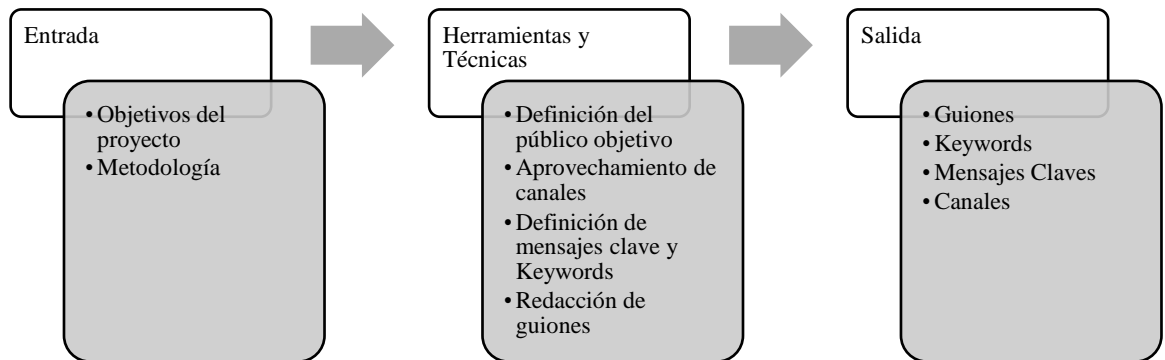 Entrada
• Objetivos del
proyecto
• Metodología
Herramientas y
Técnicas
• Definición del
público objetivo
• Aprovechamiento de
canales
• Definición de
mensajes clave y
Keywords
• Redacción de
guiones
Salida
• Guiones
• Keywords
• Mensajes Claves
• Canales